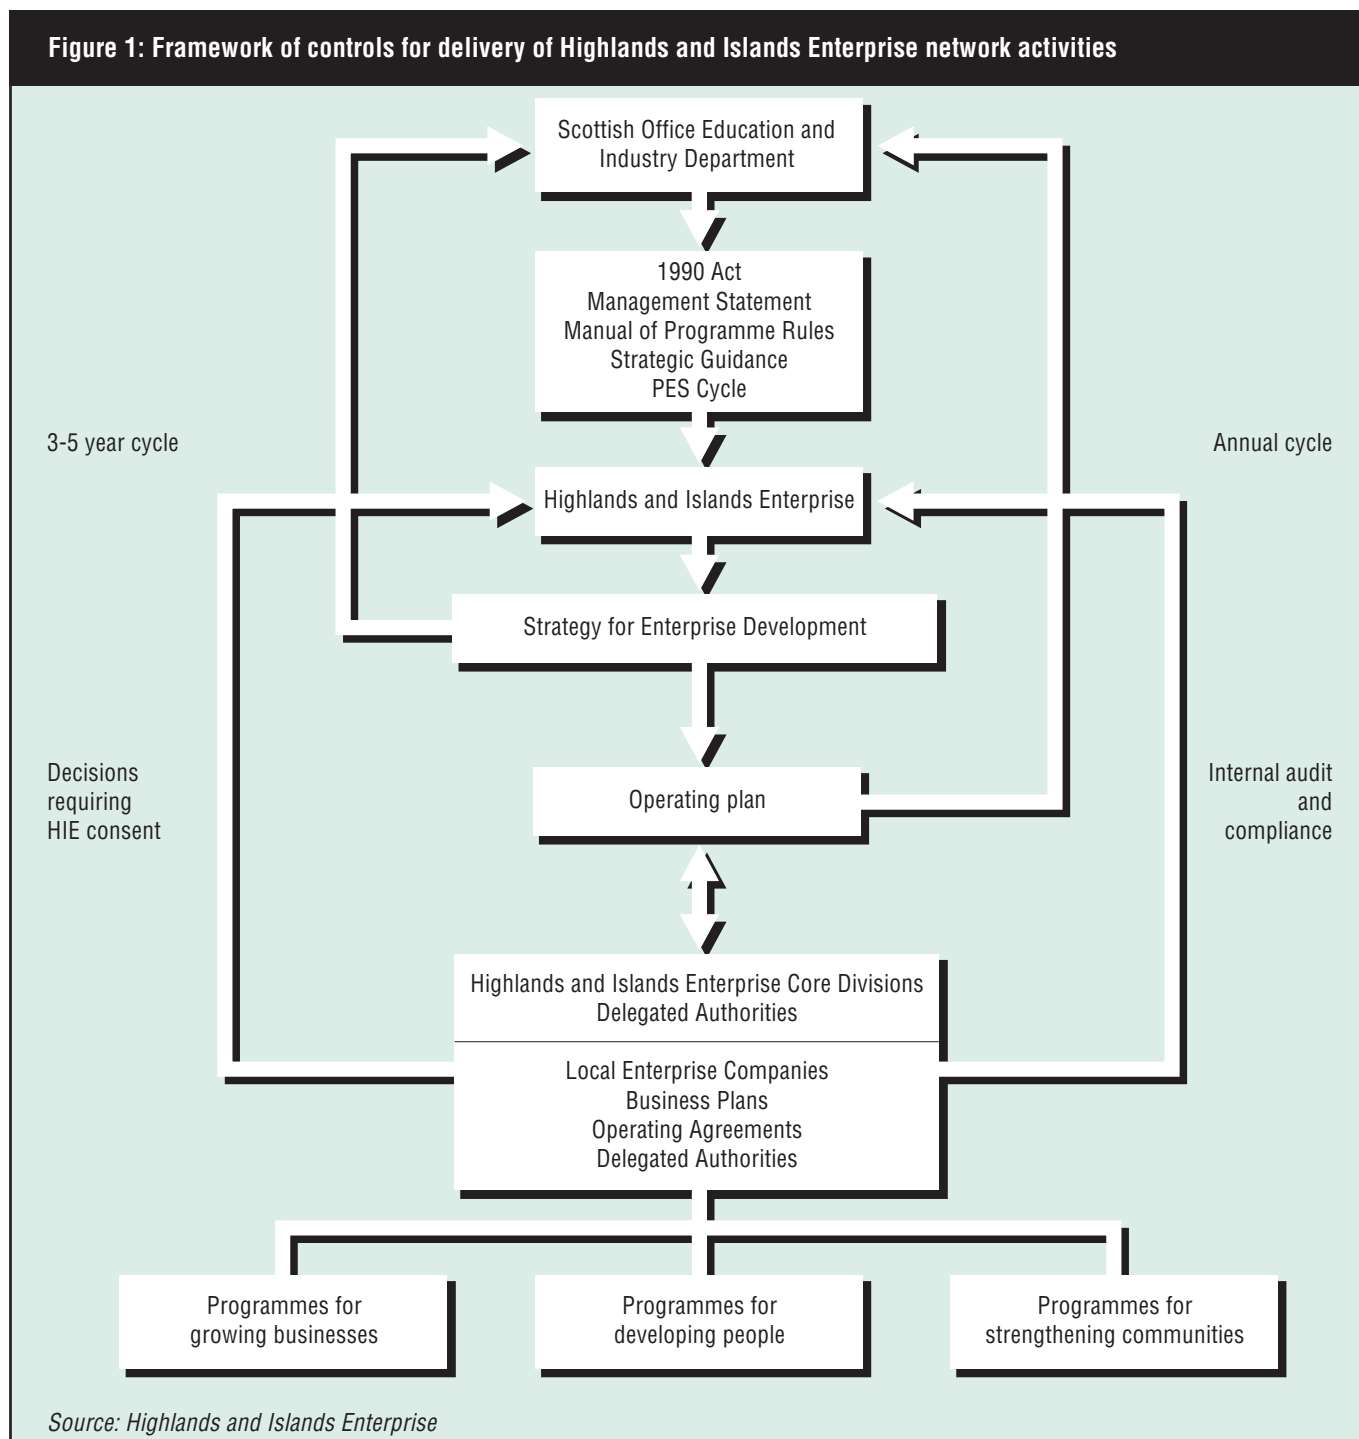 Figure 1: Framework of controls for delivery of Highlands and Islands Enterprise network activities
Scottish Office Education and
Industry Department
1990 Act
Management Statement
Manual of Programme Rules
Strategic Guidance
PES Cycle
3-5 year cycle
Annual cycle
Highlands and Islands Enterprise
Strategy for Enterprise Development
Decisions
requiring
HIE consent
Operating plan
Internal audit
and
compliance
Highlands and Islands Enterprise Core Divisions
Delegated Authorities
Local Enterprise Companies
Business Plans
Operating Agreements
Delegated Authorities
Programmes for
growing businesses
Programmes for
developing people
Programmes for
strengthening communities
Source: Highlands and Islands Enterprise